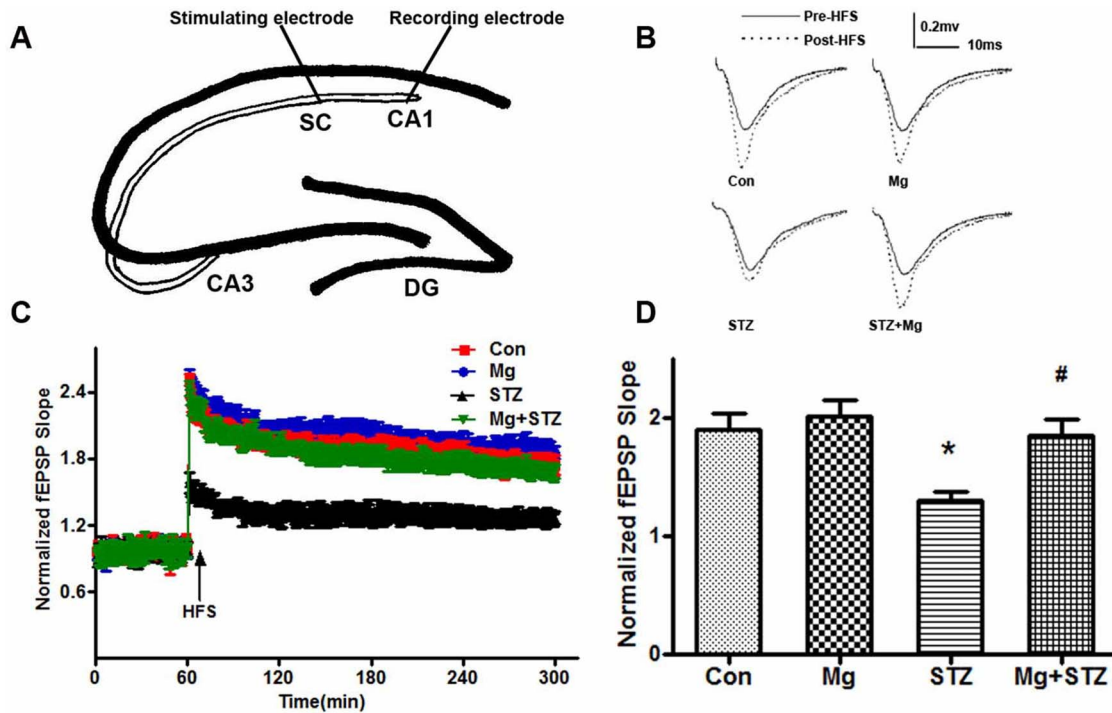 A
Stimulating electrode
Recording electrode
SC
CA1
CA3
DG
B
Pre-HFS
Post-HFS
0.2mv
10ms
Con
Mg
STZ
STZ+Mg
C
Con
Mg
STZ
Mg+STZ
Normalized fEPSP Slope
2.4
1.8
1.2
0.6
HFS
0
60
120
180
240
300
Time(min)
D
Normalized fEPSP Slope
2
1
0
*
#
Con
Mg
STZ
Mg+STZ